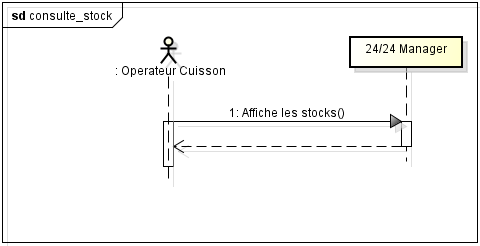 sd consulte_stock
: Operateur Cuisson
24/24 Manager
1: Affiche les stocks()